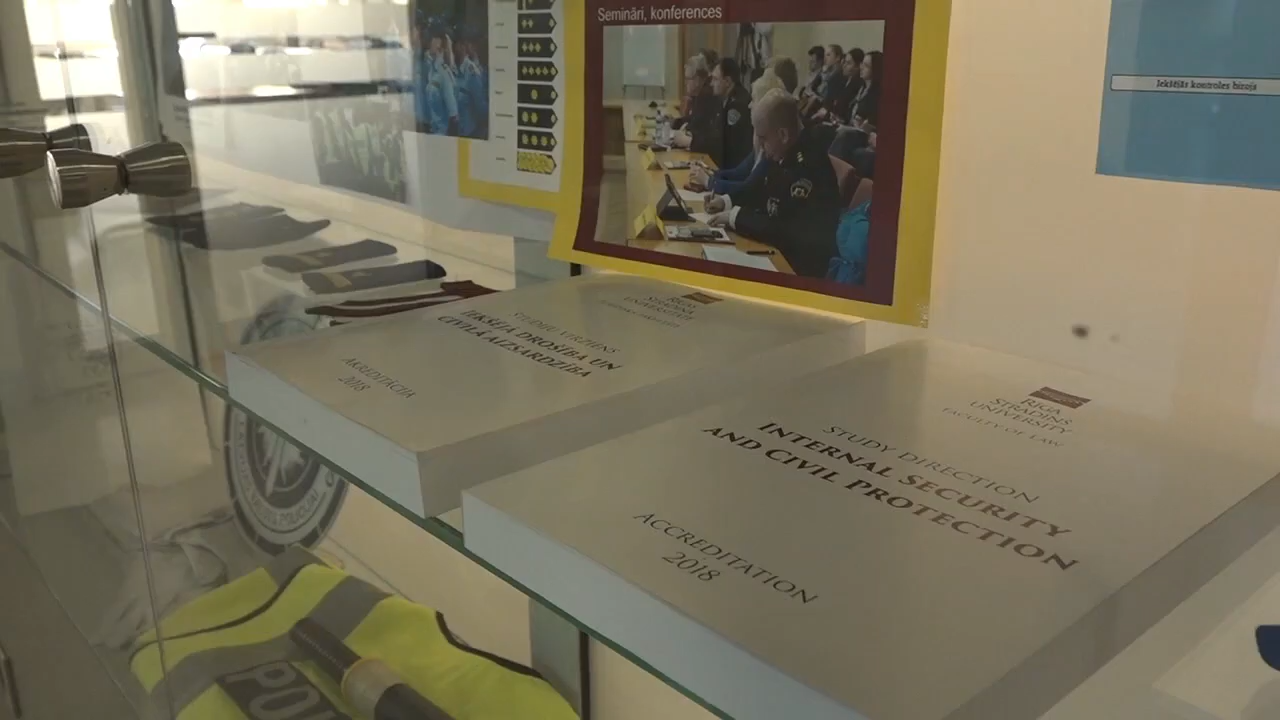 Semināri, konferences
Iekšējās kontroles birojs
RĪGAS
STRADIŅA
UNIVERSITĀTE
STUDIJU VIRZIENS
IEKŠĒJĀ DROŠĪBA UN
CIVILĀ AIZSARDZĪBA
AKREDITĀCIJA
2018
RĪGA
STRADIŅŠ
UNIVERSITY
FACULTY OF LAW
STUDY DIRECTION
INTERNAL SECURITY
AND CIVIL PROTECTION
ACCREDITATION
2018